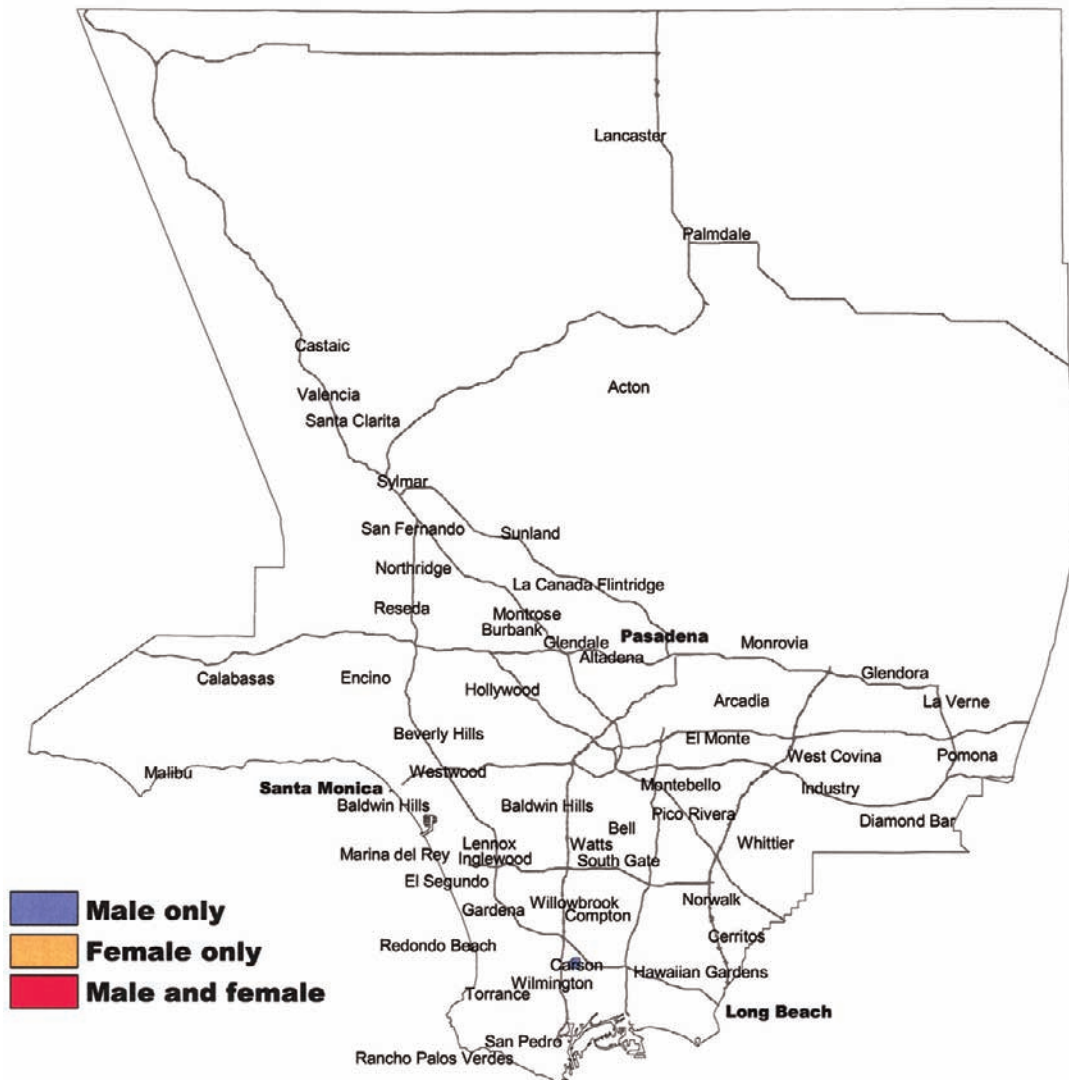 Lancaster
Palmdale
Castaic
Acton
Valencia
Santa Clarita
Sylmar
San Fernando
Sunland
Northridge
La Canada Flintridge
Reseda
Montrose
Burbank
Glendale
Pasadena
Monrovia
Altadena
Glendora
Calabasas
Encino
Hollywood
Arcadia
La Verne
Beverly Hills
El Monte
West Covina
Pomona
Malibu
Westwood
Santa Monica
Montebello
Industry
Baldwin Hills
Baldwin Hills
Pico Rivera
Diamond Bar
Bell
Marina del Rey
Lennox
Watts
Whittier
Inglewood
South Gate
El Segundo
Gardena
Willowbrook
Compton
Norwalk
Redondo Beach
Cerritos
Carson
Hawaiian Gardens
Wilmington
Torrance
Long Beach
San Pedro
Rancho Palos Verdes
Male only
Female only
Male and female